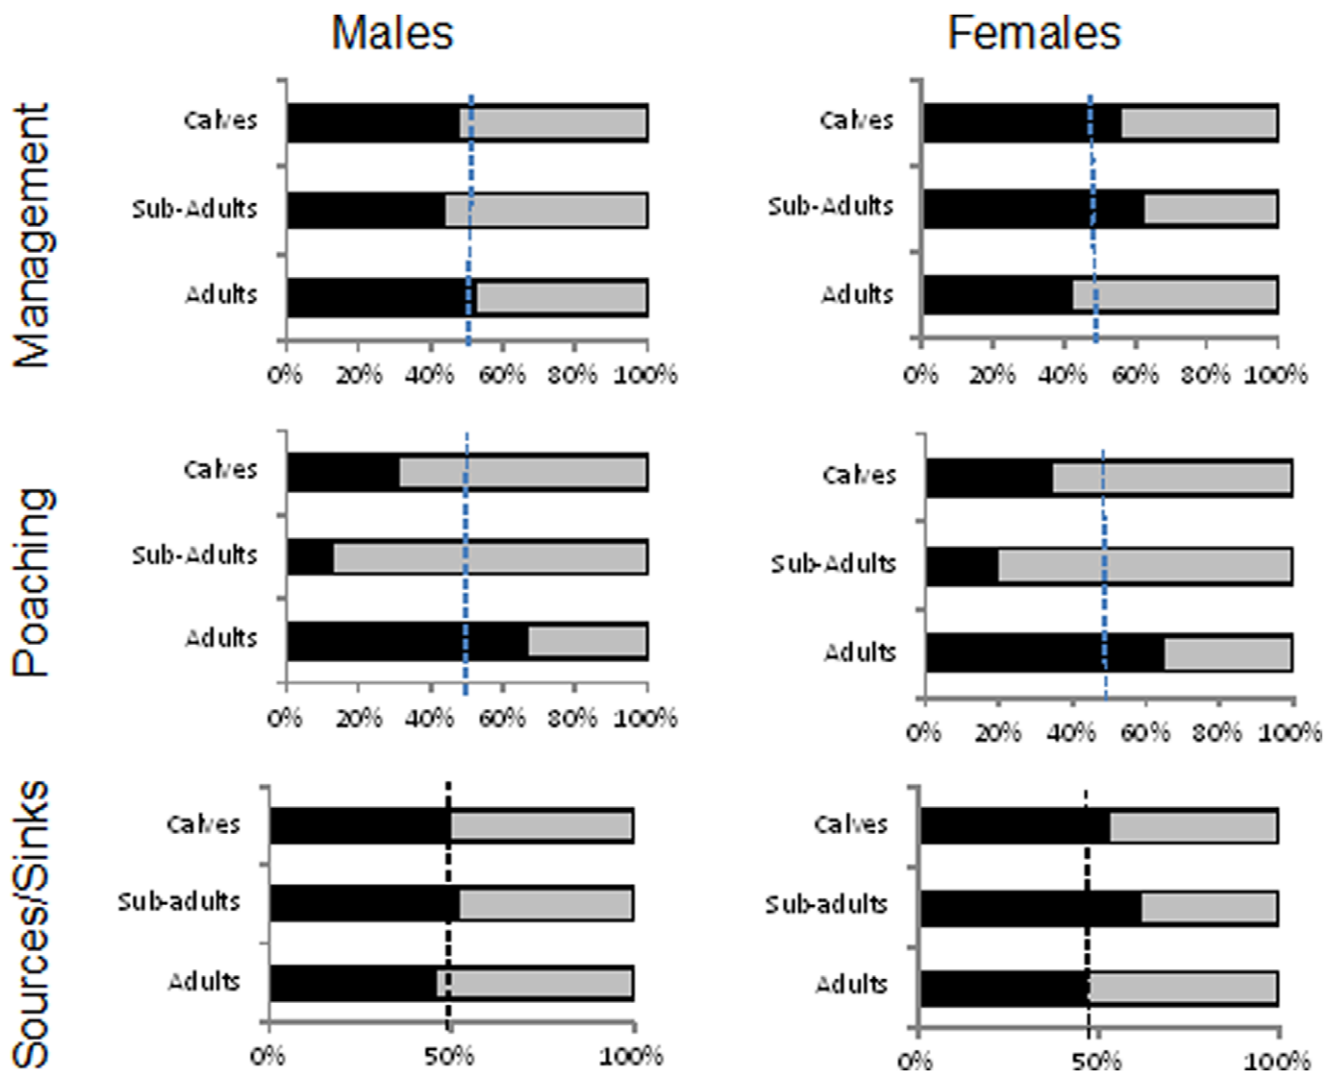 Males
Females
Management
Calves
Sub-Adults
Adults
0% 20% 40% 60% 80% 100%
Calves
Sub-Adults
Adults
0% 20% 40% 60% 80% 100%
Poaching
Calves
Sub-Adults
Adults
0% 20% 40% 60% 80% 100%
Calves
Sub-Adults
Adults
0% 20% 40% 60% 80% 100%
Sources/Sinks
Calves
Sub-adults
Adults
0% 50% 100%
Calves
Sub-adults
Adults
0% 50% 100%